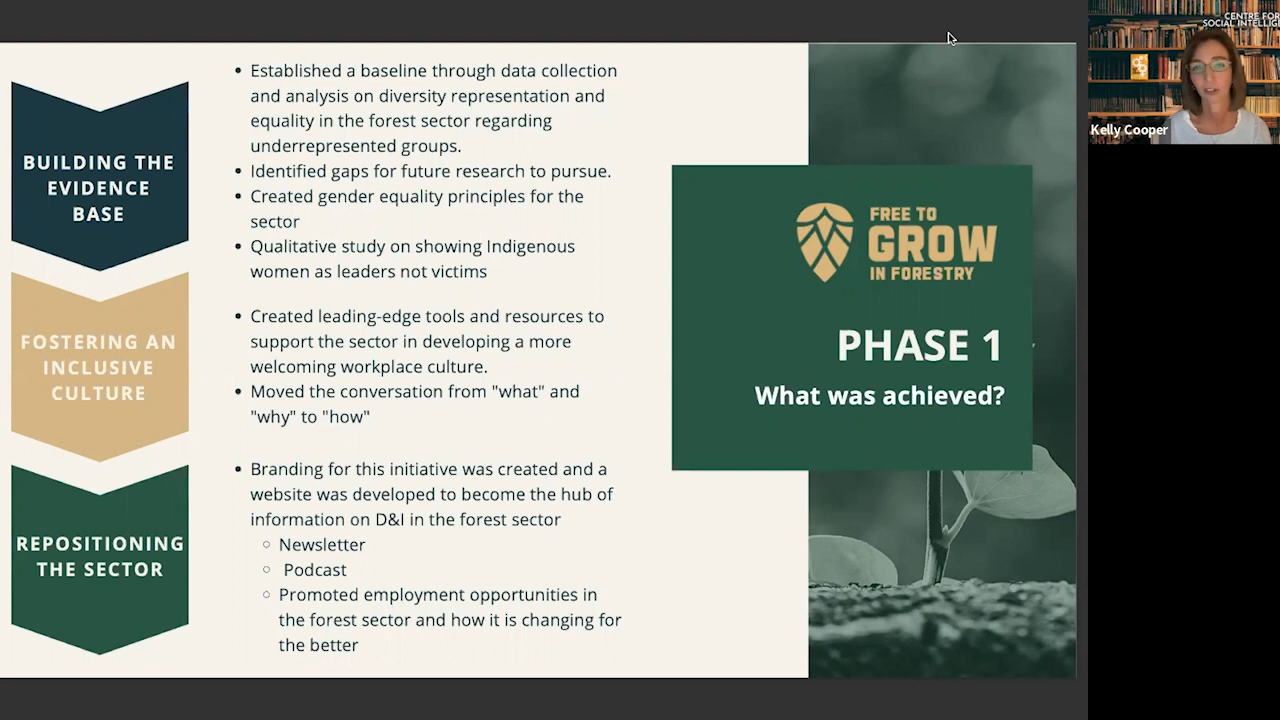 BUILDING THE
EVIDENCE
BASE
• Established a baseline through data collection
and analysis on diversity representation and
equality in the forest sector regarding
underrepresented groups.
• Identified gaps for future research to pursue.
• Created gender equality principles for the
sector
• Qualitative study on showing Indigenous
women as leaders not victims
FOSTERING AN
INCLUSIVE
CULTURE
• Created leading-edge tools and resources to
support the sector in developing a more
welcoming workplace culture.
• Moved the conversation from "what" and
"why" to "how"
REPOSITIONING
THE SECTOR
• Branding for this initiative was created and a
website was developed to become the hub of
information on D&I in the forest sector
○ Newsletter
○ Podcast
○ Promoted employment opportunities in
the forest sector and how it is changing for
the better
FREE TO
GROW
IN FORESTRY
PHASE 1
What was achieved?
CENTRE FOR
SOCIAL INTELLIGE
Kelly Cooper